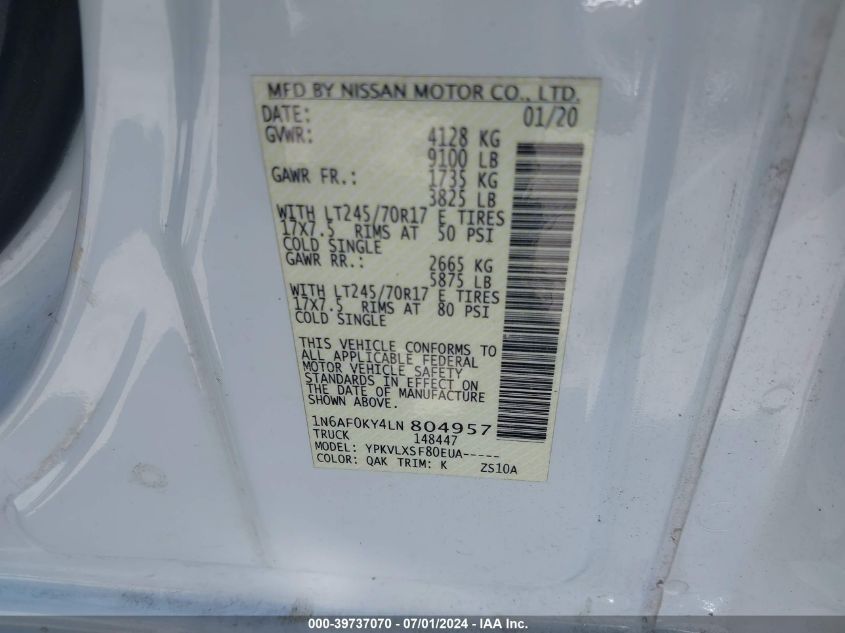 MFD BY NISSAN MOTOR CO., LTD.
DATE: 01/20
GVWR: 4128 KG
9100 LB
GAWR FR.: 1735 KG
3825 LB
WITH LT245/70R17 E TIRES
17X7.5 RIMS AT 50 PSI
COLD SINGLE
GAWR RR.: 2665 KG
5875 LB
WITH LT245/70R17 E TIRES
17X7.5 RIMS AT 80 PSI
COLD SINGLE
THIS VEHICLE CONFORMS TO
ALL APPLICABLE FEDERAL
MOTOR VEHICLE SAFETY
STANDARDS IN EFFECT ON
THE DATE OF MANUFACTURE
SHOWN ABOVE.
1N6AF0KY4LN 804957
TRUCK 148447
MODEL: YPKVLXSF80EUA-----
COLOR: QAK TRIM: K ZS10A
000-39737070 - 07/01/2024 - IAA Inc.